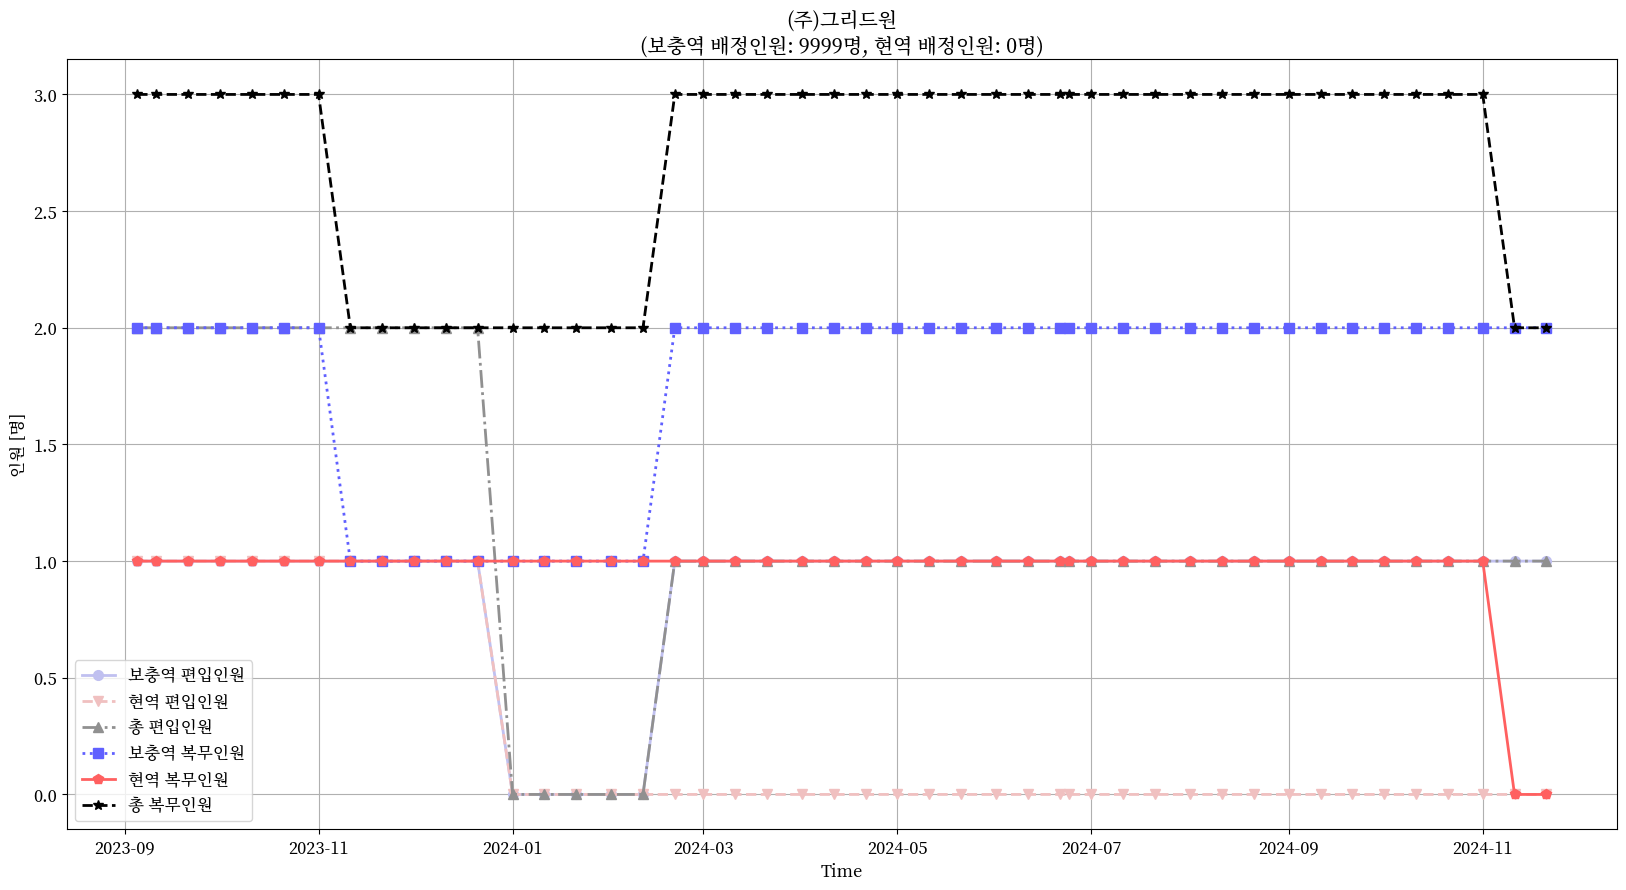 (주)그리드원
(보충역 배정인원: 9999명, 현역 배정인원: 0명)
인원 [명]
3.0
2.5
2.0
1.5
1.0
0.5
0.0
보충역 편입인원
현역 편입인원
총 편입인원
보충역 복무인원
현역 복무인원
총 복무인원
2023-09
2023-11
2024-01
2024-03
2024-05
2024-07
2024-09
2024-11
Time